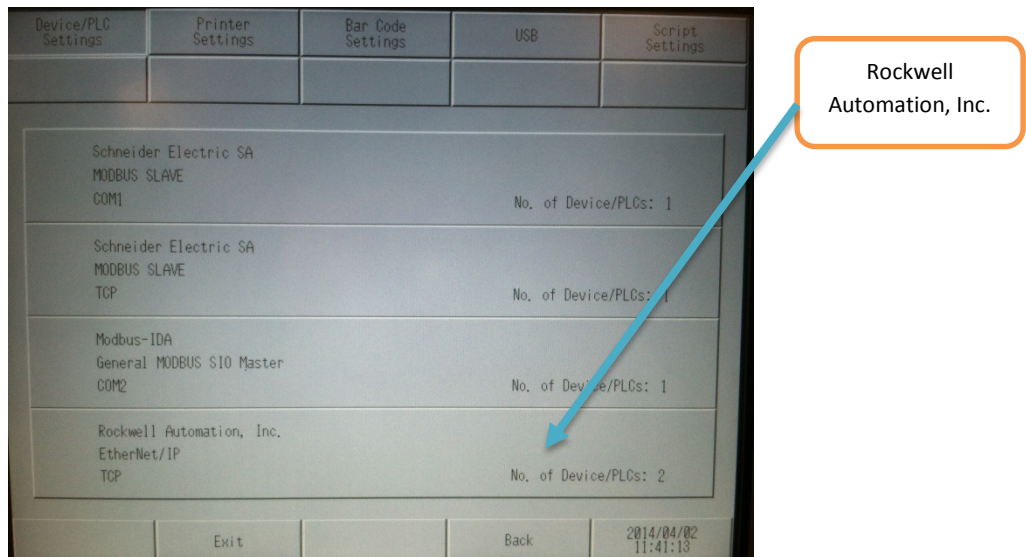 Device/PLC
Settings
Printer
Settings
Bar Code
Settings
USB
Script
Settings
Schneider Electric SA
MODBUS SLAVE
COM1
No. of Device/PLCs: 1
Schneider Electric SA
MODBUS SLAVE
TCP
No. of Device/PLCs: 1
Modbus-IDA
General MODBUS SIO Master
COM2
No. of Device/PLCs: 1
Rockwell Automation, Inc.
EtherNet/IP
TCP
No. of Device/PLCs: 2
Exit
Back
2014/04/02
11:41:13
Rockwell
Automation, Inc.